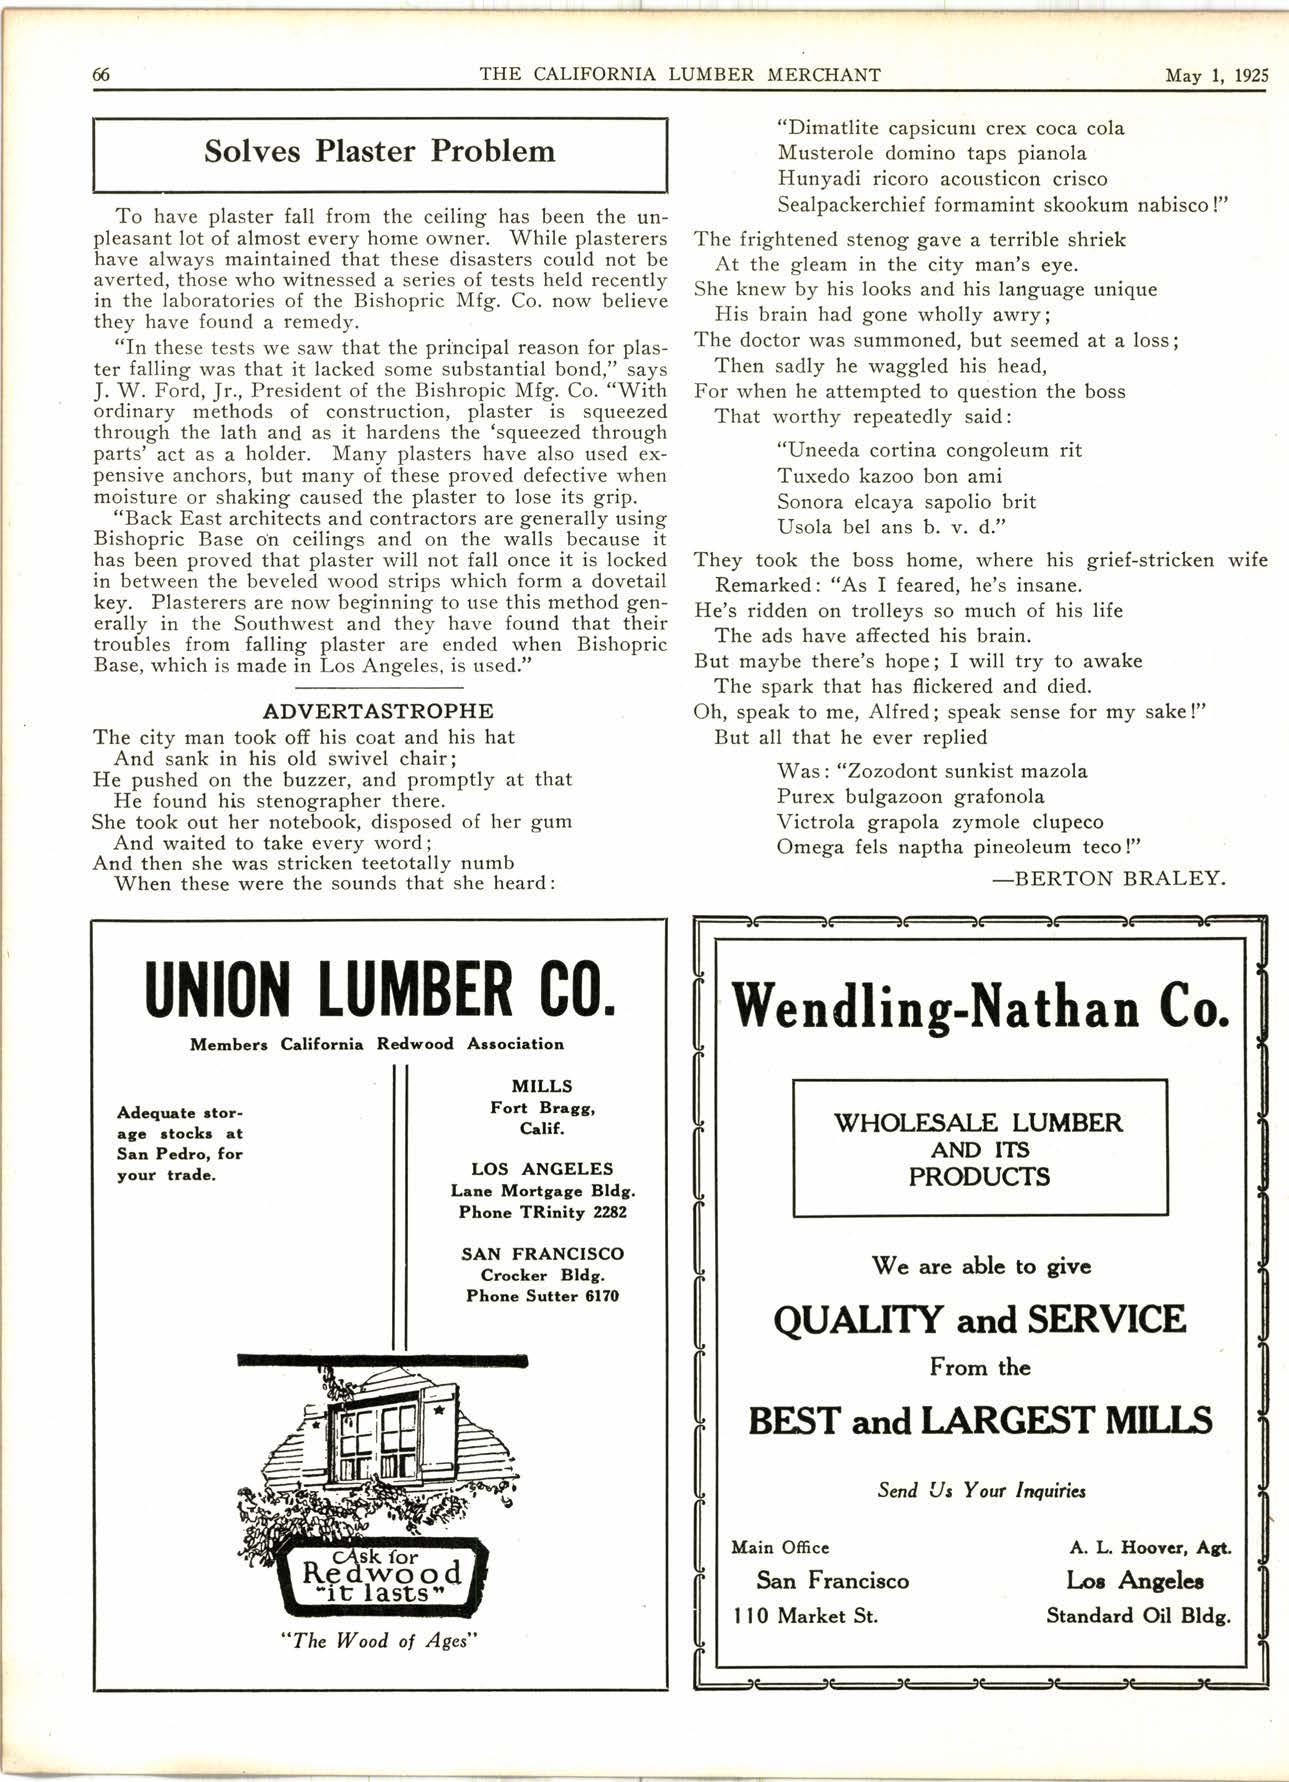 66
THE CALIFORNIA LUMBER MERCHANT
May 1, 1925
Solves Plaster Problem
To have plaster fall from the ceiling has been the un-
pleasant lot of almost every home owner. While plasterers
have always maintained that these disasters could not be
averted, those who witnessed a series of tests held recently
in the laboratories of the Bishopric Mfg. Co. now believe
they have found a remedy.
"In these tests we saw that the principal reason for plas-
ter falling was that it lacked some substantial bond," says
J. W. Ford, Jr., President of the Bishropic Mfg. Co. "With
ordinary methods of construction, plaster is squeezed
through the lath and as it hardens the 'squeezed through
parts' act as a holder. Many plasters have also used ex-
pensive anchors, but many of these proved defective when
moisture or shaking caused the plaster to lose its grip.
"Back East architects and contractors are generally using
Bishopric Base on ceilings and on the walls because it
has been proved that plaster will not fall once it is locked
in between the beveled wood strips which form a dovetail
key. Plasterers are now beginning to use this method gen-
erally in the Southwest and they have found that their
troubles from falling plaster are ended when Bishopric
Base, which is made in Los Angeles, is used."
ADVERTASTROPHE
The city man took off his coat and his hat
And sank in his old swivel chair;
He pushed on the buzzer, and promptly at that
He found his stenographer there.
She took out her notebook, disposed of her gum
And waited to take every word;
And then she was stricken teetotally numb
When these were the sounds that she heard:
"Dimatlite capsicum crex coca cola
Musterole domino taps pianola
Hunyadi ricoro acousticon crisco
Sealpackerchief formamint skookum nabisco!"
The frightened stenog gave a terrible shriek
At the gleam in the city man's eye.
She knew by his looks and his language unique
His brain had gone wholly awry;
The doctor was summoned, but seemed at a loss;
Then sadly he waggled his head,
For when he attempted to question the boss
That worthy repeatedly said:
"Uneeda cortina congoleum rit
Tuxedo kazoo bon ami
Sonora elcaya sapolio brit
Usola bel ans b. v. d."
They took the boss home, where his grief-stricken wife
Remarked: "As I feared, he's insane.
He's ridden on trolleys so much of his life
The ads have affected his brain.
But maybe there's hope; I will try to awake
The spark that has flickered and died.
Oh, speak to me, Alfred; speak sense for my sake!"
But all that he ever replied
Was: "Zozodont sunkist mazola
Purex bulgazoon grafonola
Victrola grapola zymole clupeco
Omega fels naptha pineoleum teco!"
—BERTON BRALEY.
UNION LUMBER CO.
Members California Redwood Association
Adequate stor-
age stocks at
San Pedro, for
your trade.
MILLS
Fort Bragg,
Calif.
LOS ANGELES
Lane Mortgage Bldg.
Phone TRinity 2282
SAN FRANCISCO
Crocker Bldg.
Phone Sutter 6170
Ask for
Redwood
"it lasts"
"The Wood of Ages"
Wendling-Nathan Co.
WHOLESALE LUMBER
AND ITS
PRODUCTS
We are able to give
QUALITY and SERVICE
From the
BEST and LARGEST MILLS
Send Us Your Inquiries
Main Office
San Francisco
110 Market St.
A. L. Hoover, Agt.
Los Angeles
Standard Oil Bldg.